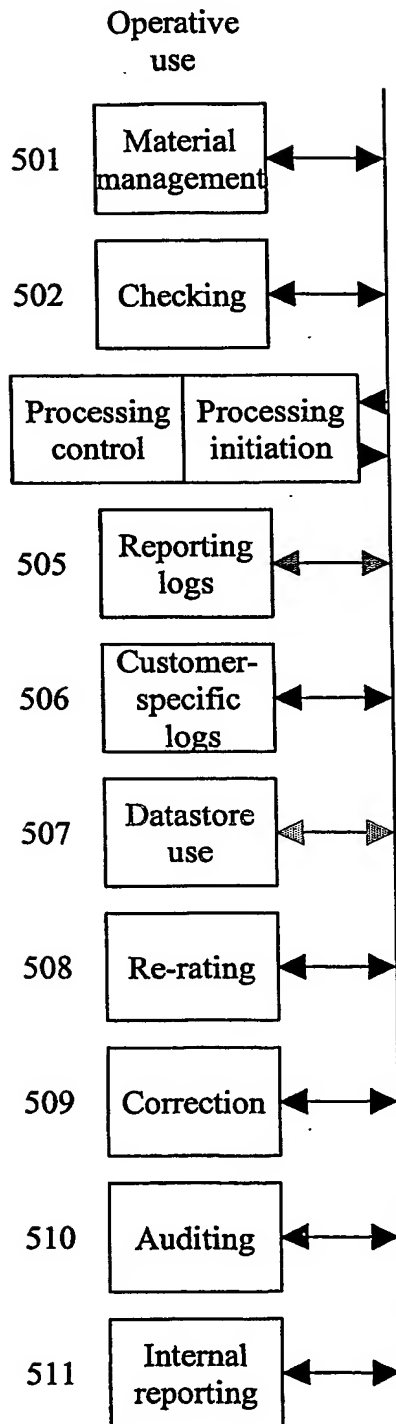 Operative
use
501
Material
management
502
Checking
Processing
control
Processing
initiation
505
Reporting
logs
506
Customer-
specific
logs
507
Datastore
use
508
Re-rating
509
Correction
510
Auditing
511
Internal
reporting